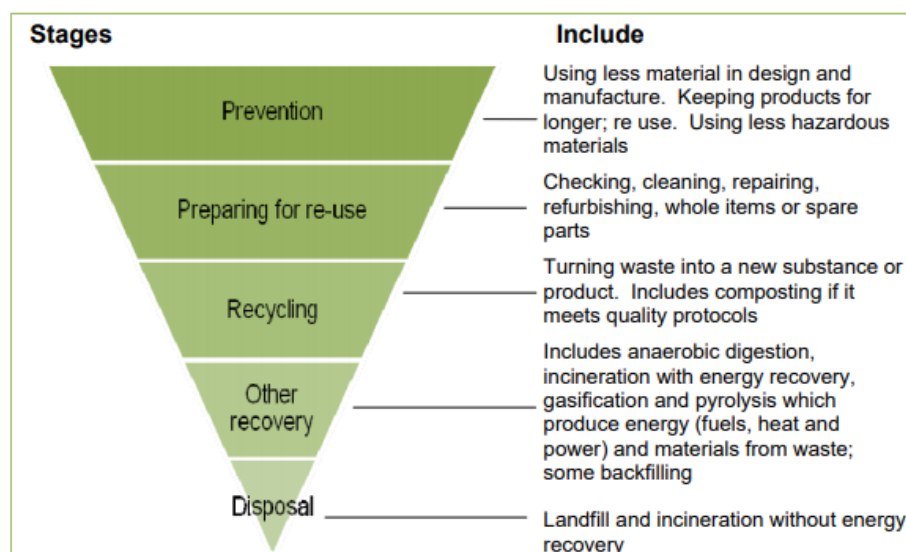 Stages
Include
Prevention
Using less material in design and
manufacture.  Keeping products for
longer; re use.  Using less hazardous
materials
Preparing for re-use
Checking, cleaning, repairing,
refurbishing, whole items or spare
parts
Recycling
Turning waste into a new substance or
product.  Includes composting if it
meets quality protocols
Other
recovery
Includes anaerobic digestion,
incineration with energy recovery,
gasification and pyrolysis which
produce energy (fuels, heat and
power) and materials from waste;
some backfilling
Disposal
Landfill and incineration without energy
recovery